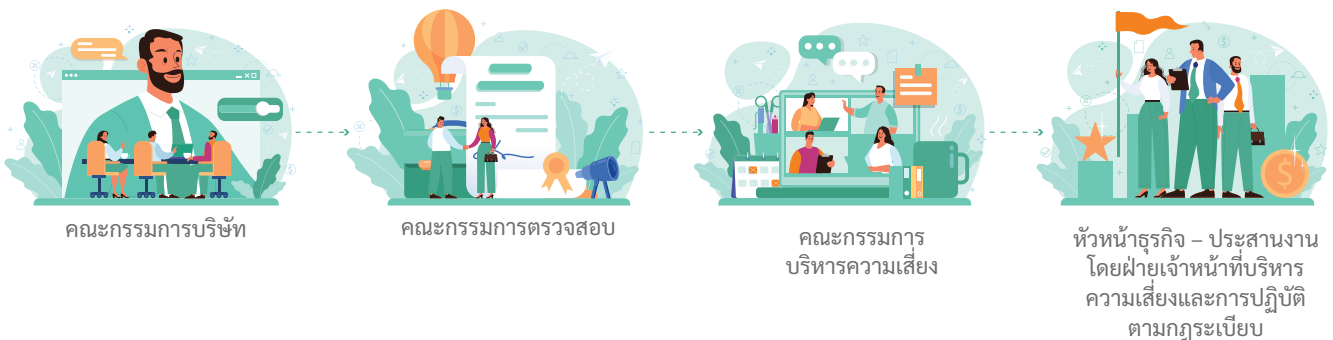 คณะกรรมการบริษัท
คณะกรรมการตรวจสอบ
คณะกรรมการ
บริหารความเสี่ยง
หัวหน้าธุรกิจ – ประสานงาน
โดยฝ่ายเจ้าหน้าที่บริหาร
ความเสี่ยงและการปฏิบัติ
ตามกฎระเบียบ